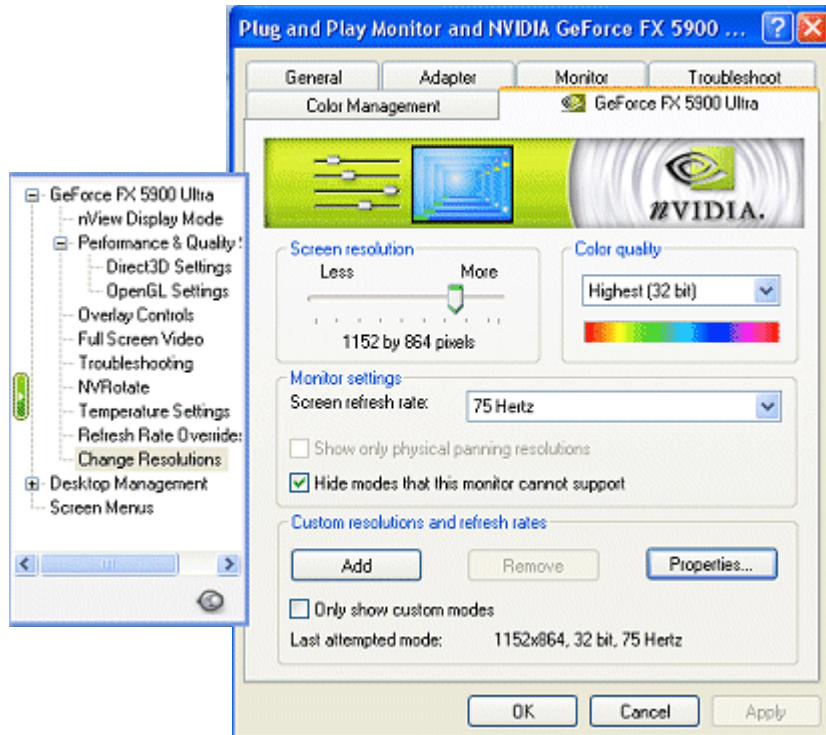 Plug and Play Monitor and NVIDIA GeForce FX 5900 ...
General Adapter Monitor Troubleshoot
Color Management GeForce FX 5900 Ultra
nVIDIA.
GeForce FX 5900 Ultra
nView Display Mode
Performance & Quality S
Direct3D Settings
OpenGL Settings
Overlay Controls
Full Screen Video
Troubleshooting
NVRotate
Temperature Settings
Refresh Rate Overrides
Change Resolutions
Desktop Management
Screen Menus
Screen resolution
Less More
1152 by 864 pixels
Color quality
Highest (32 bit)
Monitor settings
Screen refresh rate: 75 Hertz
Show only physical panning resolutions
Hide modes that this monitor cannot support
Custom resolutions and refresh rates
Add Remove Properties...
Only show custom modes
Last attempted mode: 1152x864, 32 bit, 75 Hertz
OK Cancel Apply